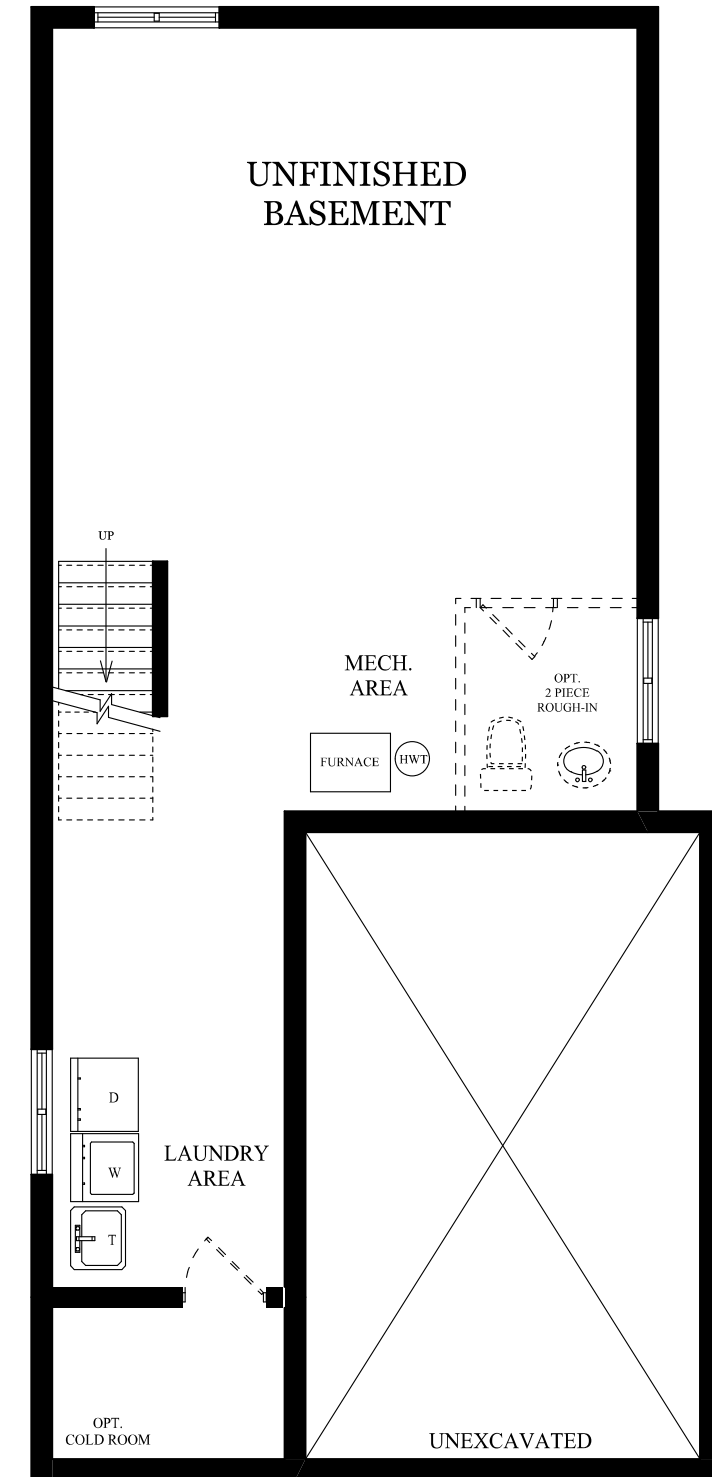 UNFINISHED
BASEMENT
UP
MECH.
AREA
OPT.
2 PIECE
ROUGH-IN
FURNACE
HWT
D
W
T
LAUNDRY
AREA
OPT.
COLD ROOM
UNEXCAVATED